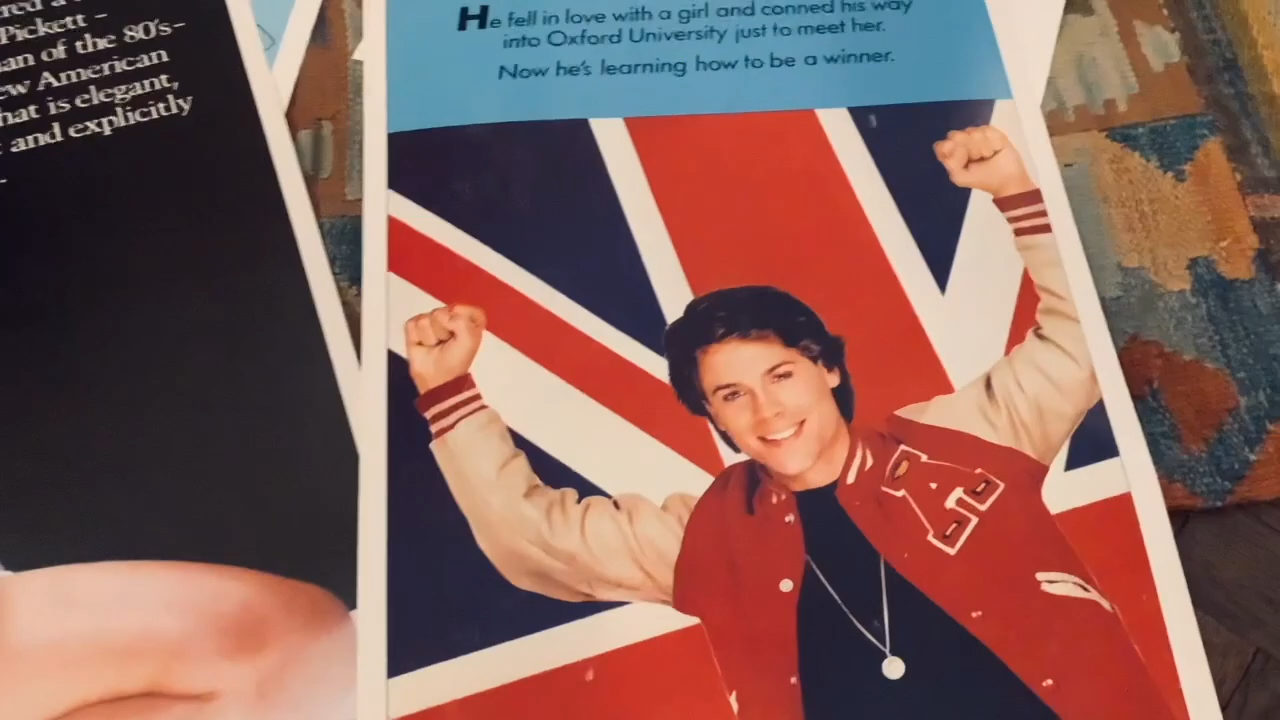 Pickett –
an of the 80's–
ew American
hat is elegant,
and explicitly
He fell in love with a girl and conned his way
into Oxford University just to meet her.
Now he's learning how to be a winner.
A